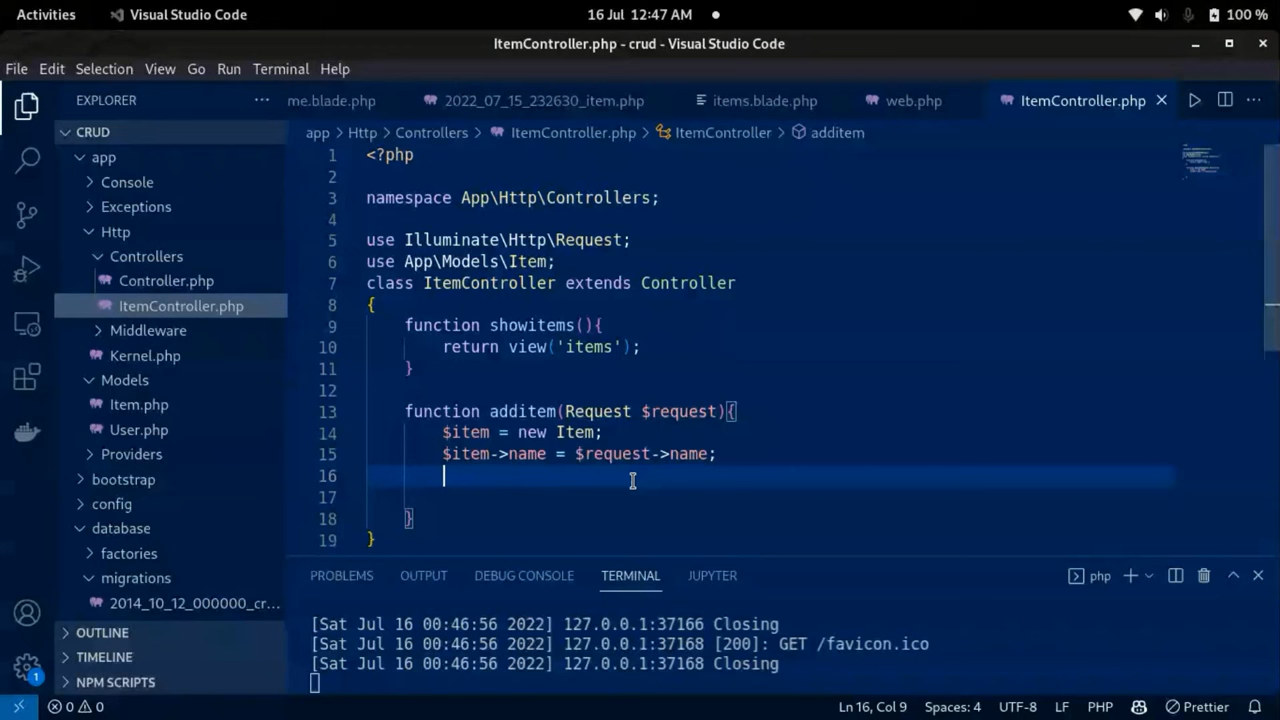 Activities Visual Studio Code 16 Jul 12:47 AM 100 %
ItemController.php - crud - Visual Studio Code
File Edit Selection View Go Run Terminal Help
EXPLORER ... me.blade.php 2022_07_15_232630_item.php items.blade.php web.php ItemController.php
CRUD
app > Http > Controllers > ItemController.php > ItemController > additem
app
Console
Exceptions
Http
Controllers
Controller.php
ItemController.php
Middleware
Kernel.php
Models
Item.php
User.php
Providers
bootstrap
config
database
factories
migrations
2014_10_12_000000_cr...
OUTLINE
TIMELINE
NPM SCRIPTS
1 <?php
2
3 namespace App\Http\Controllers;
4
5 use Illuminate\Http\Request;
6 use App\Models\Item;
7 class ItemController extends Controller
8 {
9 function showitems(){
10 return view('items');
11 }
12
13 function additem(Request $request){
14 $item = new Item;
15 $item->name = $request->name;
16
17
18 }
19 }
PROBLEMS OUTPUT DEBUG CONSOLE TERMINAL JUPYTER php
[Sat Jul 16 00:46:56 2022] 127.0.0.1:37166 Closing
[Sat Jul 16 00:46:56 2022] 127.0.0.1:37168 [200]: GET /favicon.ico
[Sat Jul 16 00:46:56 2022] 127.0.0.1:37168 Closing
1
0 0 Ln 16, Col 9 Spaces: 4 UTF-8 LF PHP Prettier